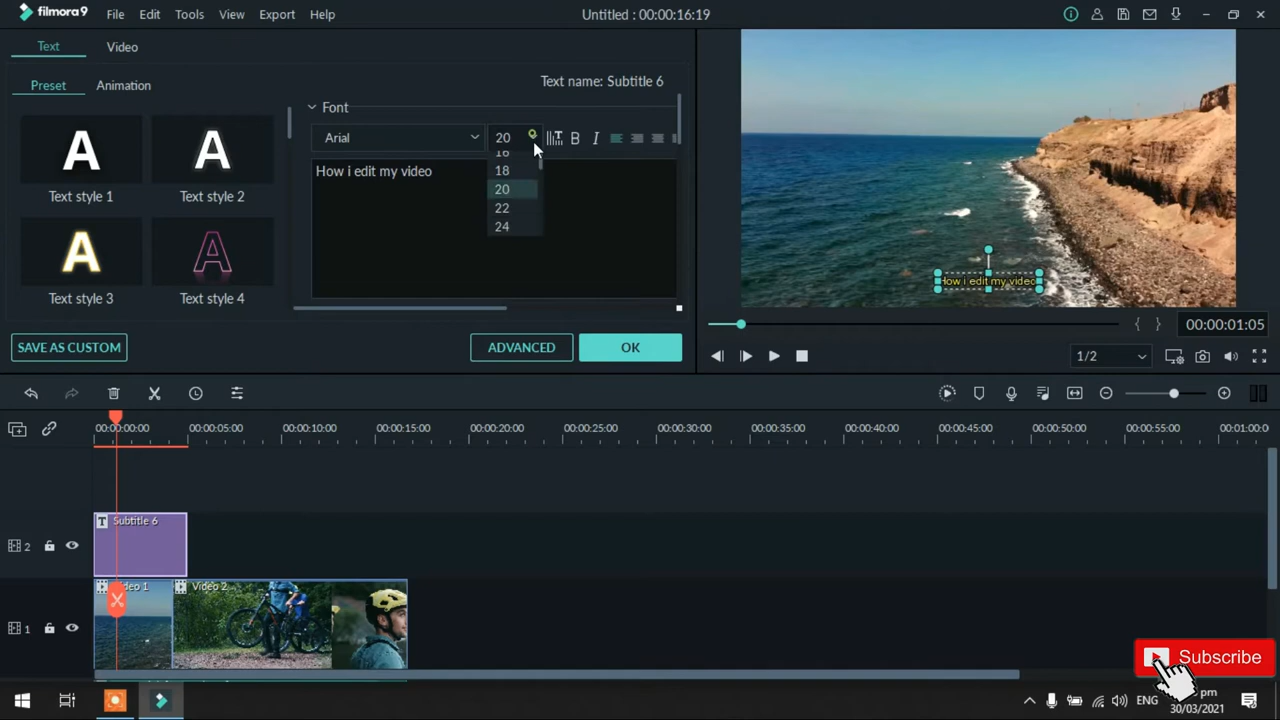 filmora9 File Edit Tools View Export Help Untitled : 00:00:16:19
Text Video
Text name: Subtitle 6
Preset Animation
Font
A A
Text style 1 Text style 2
A A
Text style 3 Text style 4
Arial 20 T B I
How i edit my video
16
18
20
22
24
SAVE AS CUSTOM ADVANCED OK
How i edit my video
{ } 00:00:01:05
1/2
00:00:00:00 00:00:05:00 00:00:10:00 00:00:15:00 00:00:20:00 00:00:25:00 00:00:30:00 00:00:35:00 00:00:40:00 00:00:45:00 00:00:50:00 00:00:55:00 00:01:00:0
T Subtitle 6
2
Video 2
1
Subscribe
ENG
pm
30/03/2021